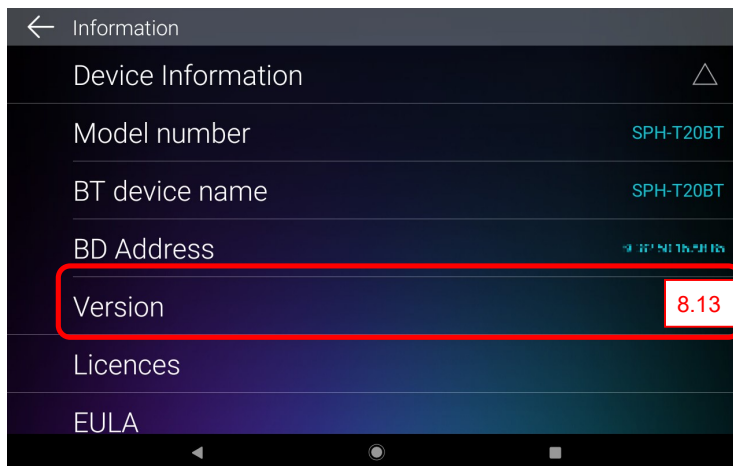 Information
Device Information
Model number SPH-T20BT
BT device name SPH-T20BT
BD Address
Version 8.13
Licences
EULA